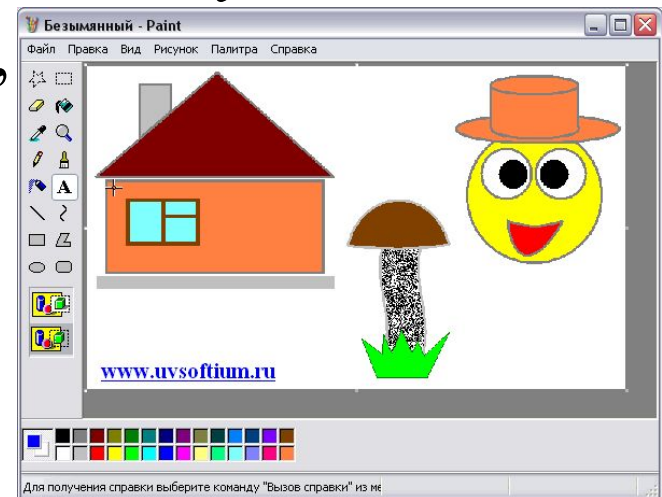 Безымянный - Paint
Файл Правка Вид Рисунок Палитра Справка
A
www.uvsoftium.ru
Для получения справки выберите команду "Вызов справки" из